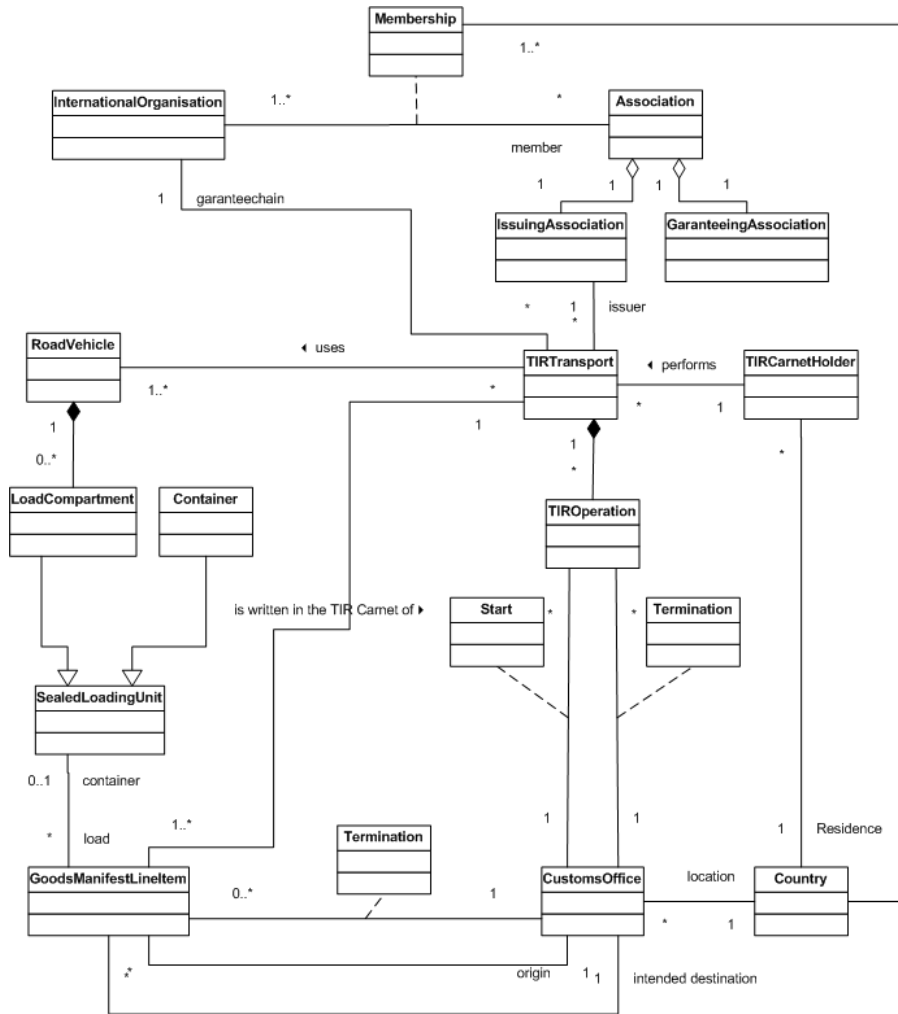 Membership
1..*
InternationalOrganisation
1..*
*
Association
member
1
garanteechain
1
1
1
1
IssuingAssociation
GaranteeingAssociation
*
1
issuer
*
RoadVehicle
◄ uses
TIRTransport
◄ performs
TIRCarnetHolder
1..*
*
1
*
1
1
0..*
1
*
*
LoadCompartment
Container
TIROperation
is written in the TIR Carnet of ►
Start
*
*
Termination
SealedLoadingUnit
0..1
container
*
load
1..*
Termination
1
1
1
Residence
GoodsManifestLineItem
0..*
1
CustomsOffice
location
Country
*
1
*
*
origin
1
1
intended destination